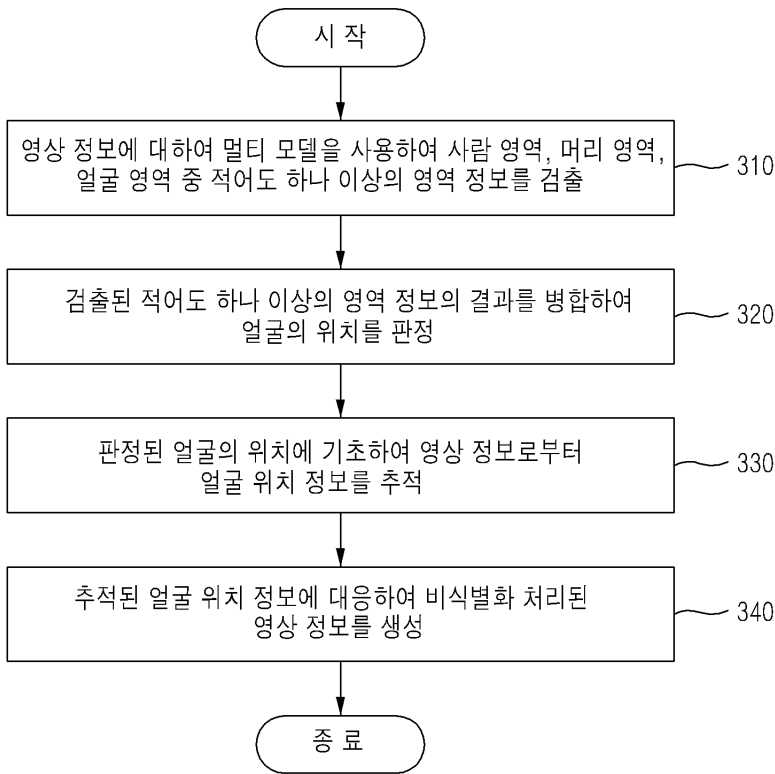 시 작
영상 정보에 대하여 멀티 모델을 사용하여 사람 영역, 머리 영역,
얼굴 영역 중 적어도 하나 이상의 영역 정보를 검출
310
검출된 적어도 하나 이상의 영역 정보의 결과를 병합하여
얼굴의 위치를 판정
320
판정된 얼굴의 위치에 기초하여 영상 정보로부터
얼굴 위치 정보를 추적
330
추적된 얼굴 위치 정보에 대응하여 비식별화 처리된
영상 정보를 생성
340
종 료